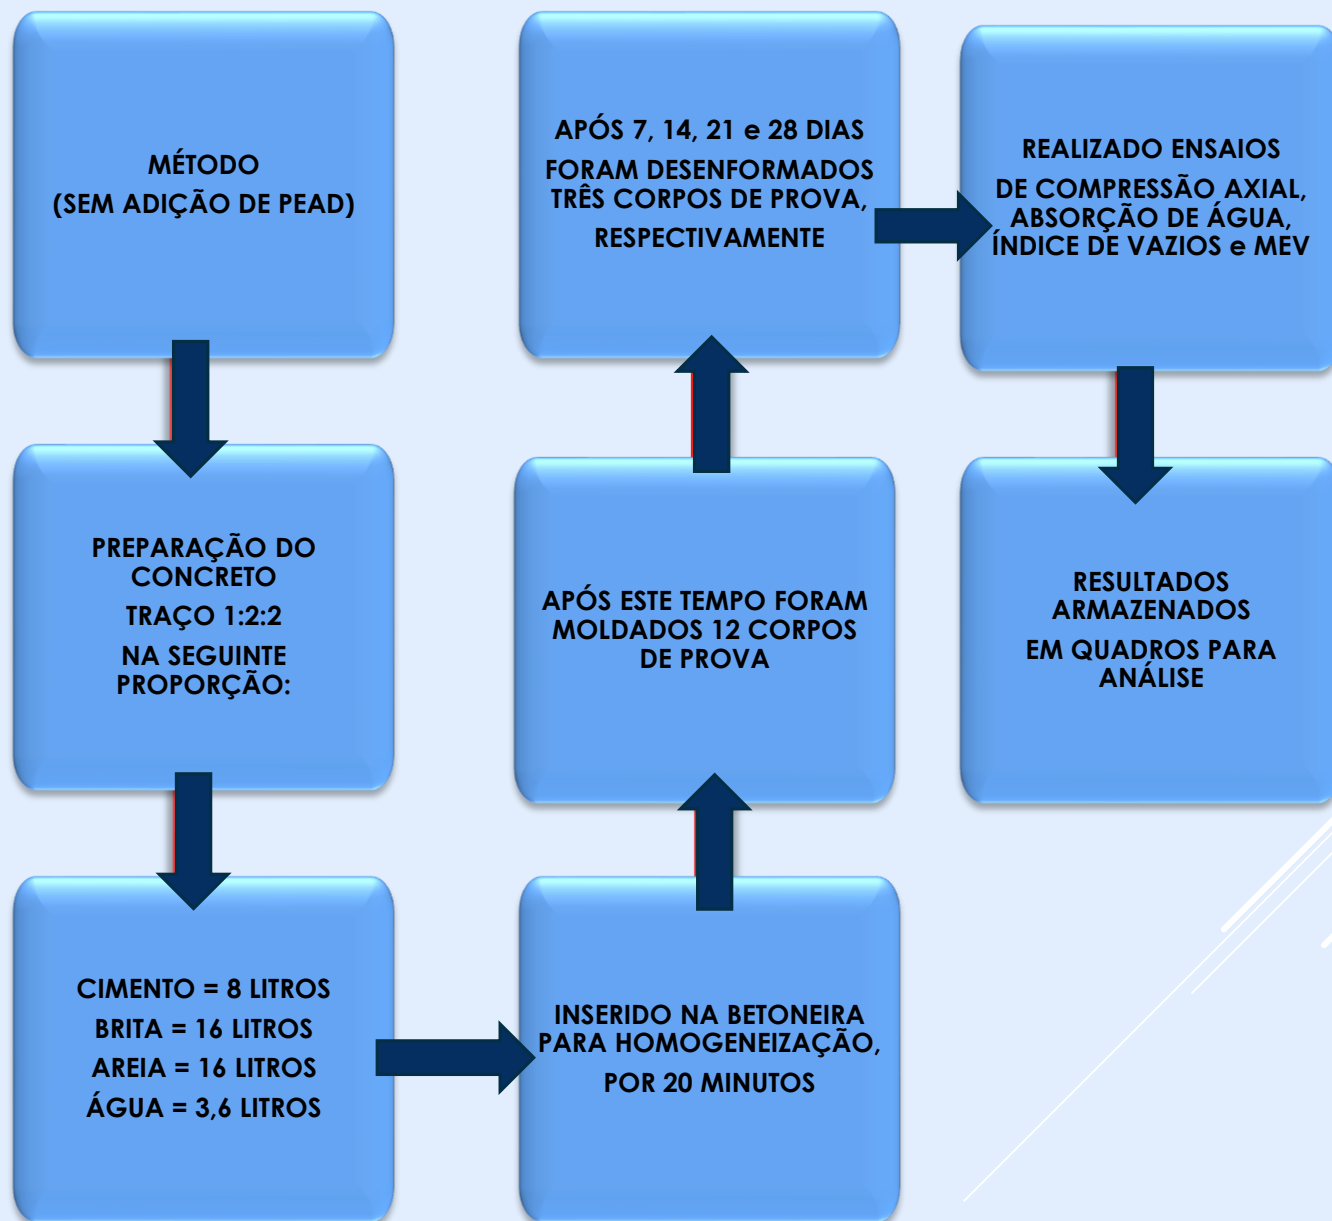 MÉTODO
(SEM ADIÇÃO DE PEAD)
PREPARAÇÃO DO
CONCRETO
TRAÇO 1:2:2
NA SEGUINTE
PROPORÇÃO:
CIMENTO = 8 LITROS
BRITA = 16 LITROS
AREIA = 16 LITROS
ÁGUA = 3,6 LITROS
INSERIDO NA BETONEIRA
PARA HOMOGENEIZAÇÃO,
POR 20 MINUTOS
APÓS ESTE TEMPO FORAM
MOLDADOS 12 CORPOS
DE PROVA
APÓS 7, 14, 21 e 28 DIAS
FORAM DESENFORMADOS
TRÊS CORPOS DE PROVA,
RESPECTIVAMENTE
REALIZADO ENSAIOS
DE COMPRESSÃO AXIAL,
ABSORÇÃO DE ÁGUA,
ÍNDICE DE VAZIOS e MEV
RESULTADOS
ARMAZENADOS
EM QUADROS PARA
ANÁLISE